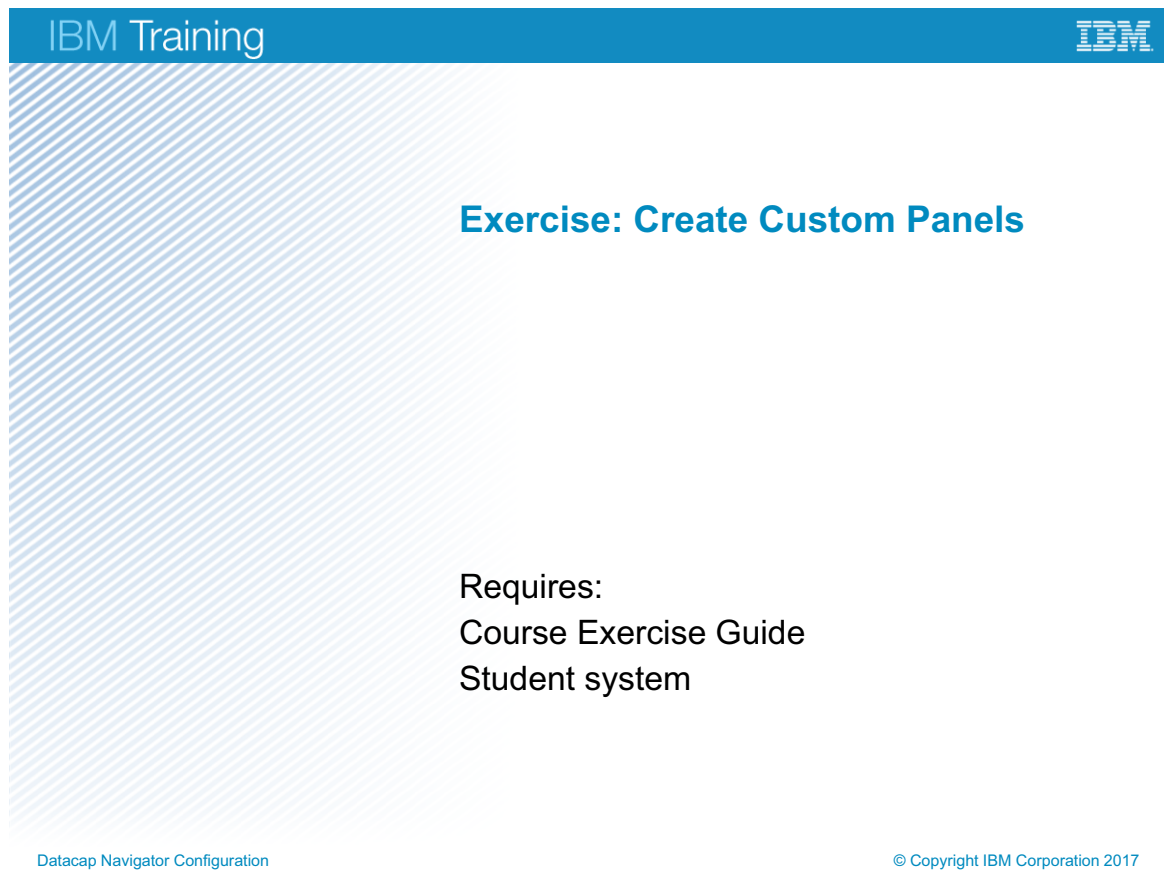 IBM Training
IBM
Exercise: Create Custom Panels
Requires:
Course Exercise Guide
Student system
Datacap Navigator Configuration
© Copyright IBM Corporation 2017